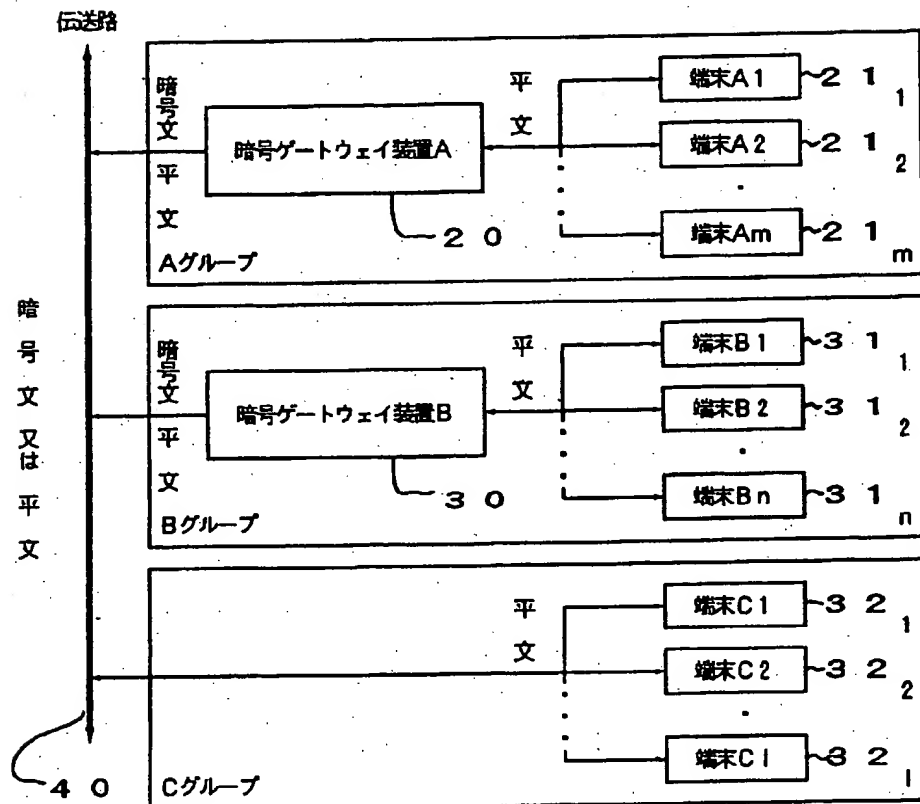 伝送路
暗号文又は平文
40
暗号文平文
暗号ゲートウェイ装置A
20
平文
端末A1
21 1
端末A2
21 2
端末Am
21 m
Aグループ
暗号文平文
暗号ゲートウェイ装置B
30
平文
端末B1
31 1
端末B2
31 2
端末Bn
31 n
Bグループ
平文
端末C1
32 1
端末C2
32 2
端末Cl
32 l
Cグループ